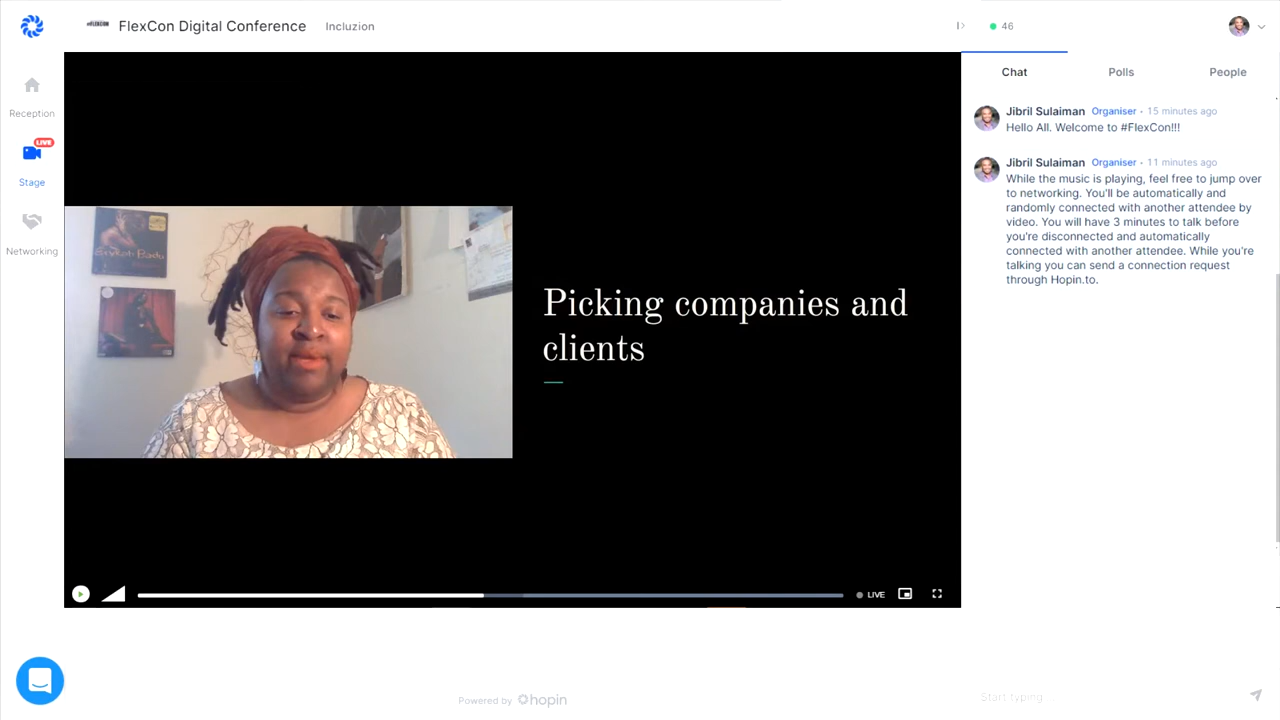 #FLEXCON
FlexCon Digital Conference
Incluzion
46
Reception
LIVE
Stage
Networking
Erykah Badu
Picking companies and
clients
LIVE
Chat
Polls
People
Jibril Sulaiman Organiser • 15 minutes ago
Hello All. Welcome to #FlexCon!!!
Jibril Sulaiman Organiser • 11 minutes ago
While the music is playing, feel free to jump over
to networking. You'll be automatically and
randomly connected with another attendee by
video. You will have 3 minutes to talk before
you're disconnected and automatically
connected with another attendee. While you're
talking you can send a connection request
through Hopin.to.
Powered by hopin
Start typing